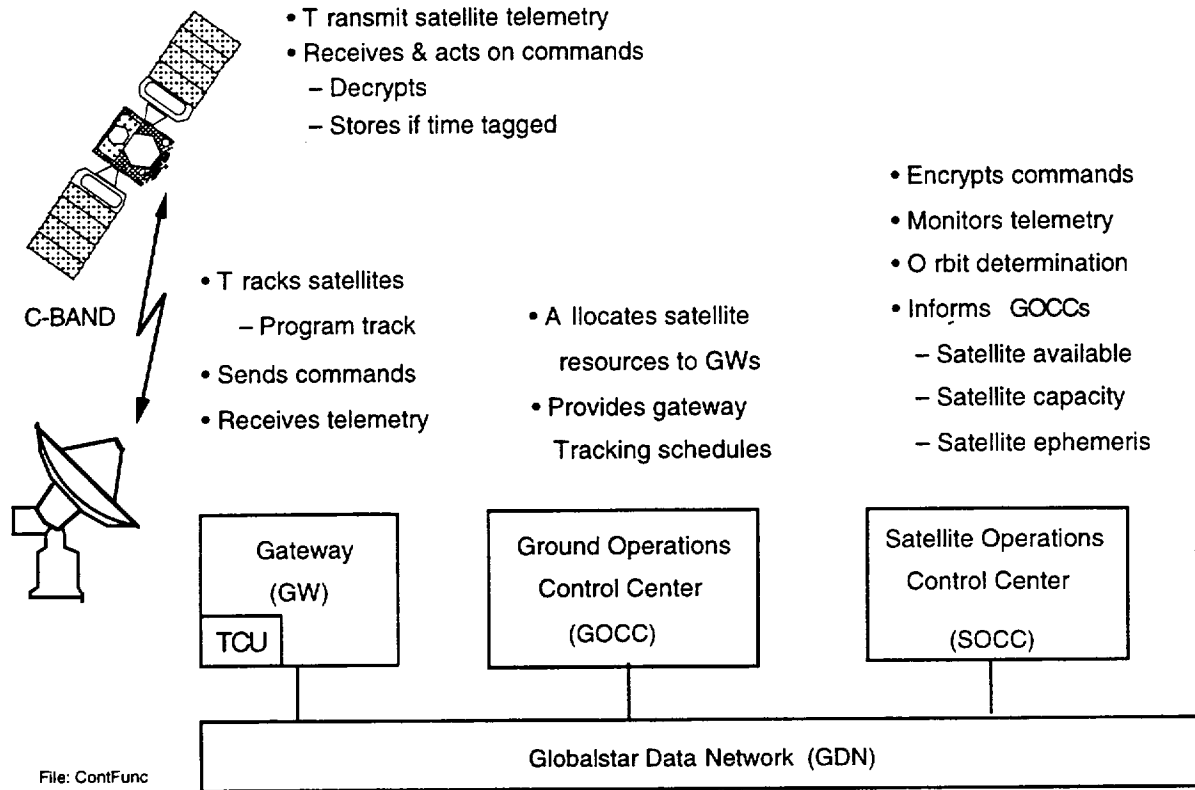 • T ransmit satellite telemetry
• Receives & acts on commands
– Decrypts
– Stores if time tagged
• Encrypts commands
• Monitors telemetry
• O rbit determination
• Informs GOCCs
– Satellite available
– Satellite capacity
– Satellite ephemeris
C-BAND
• T racks satellites
– Program track
• Sends commands
• Receives telemetry
• A llocates satellite
resources to GWs
• Provides gateway
Tracking schedules
Gateway
(GW)
TCU
Ground Operations
Control Center
(GOCC)
Satellite Operations
Control Center
(SOCC)
Globalstar Data Network (GDN)
File: ContFunc